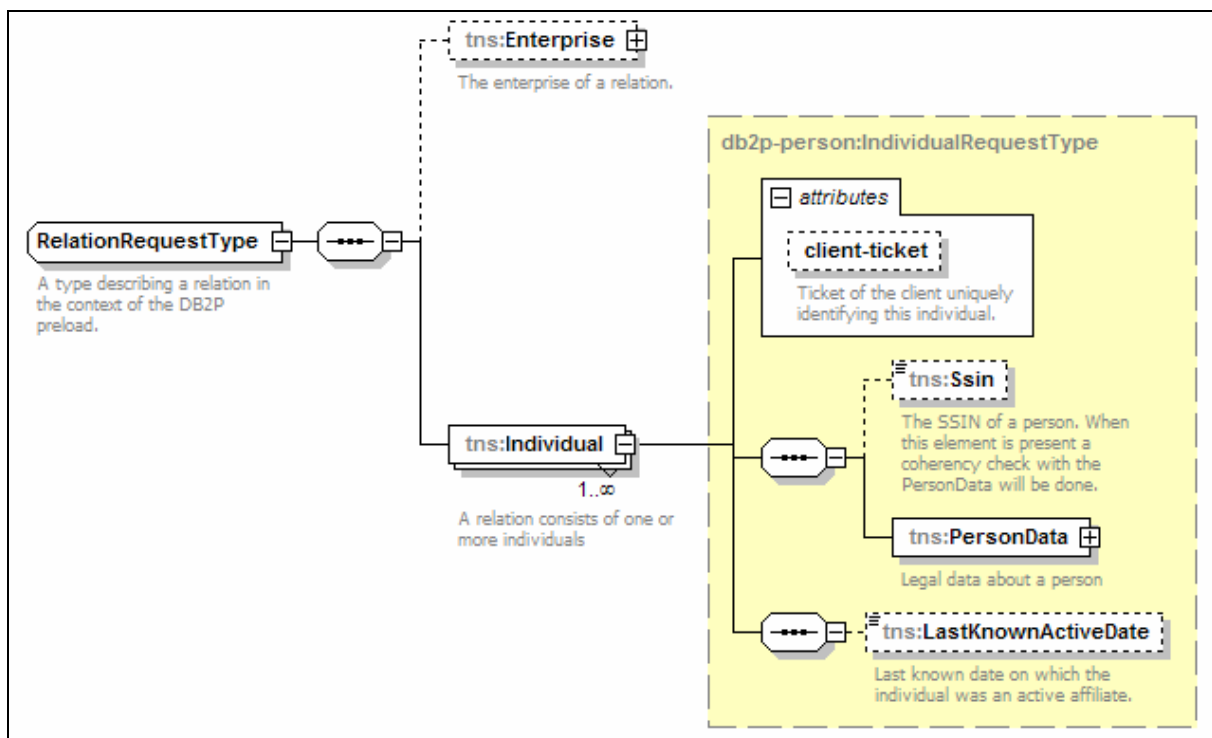 tns:Enterprise
The enterprise of a relation.
db2p-person:IndividualRequestType
attributes
client-ticket
Ticket of the client uniquely
identifying this individual.
RelationRequestType
A type describing a relation in
the context of the DB2P
preload.
tns:Ssin
The SSIN of a person. When
this element is present a
coherency check with the
PersonData will be done.
tns:Individual
1..∞
A relation consists of one or
more individuals
tns:PersonData
Legal data about a person
tns:LastKnownActiveDate
Last known date on which the
individual was an active affiliate.